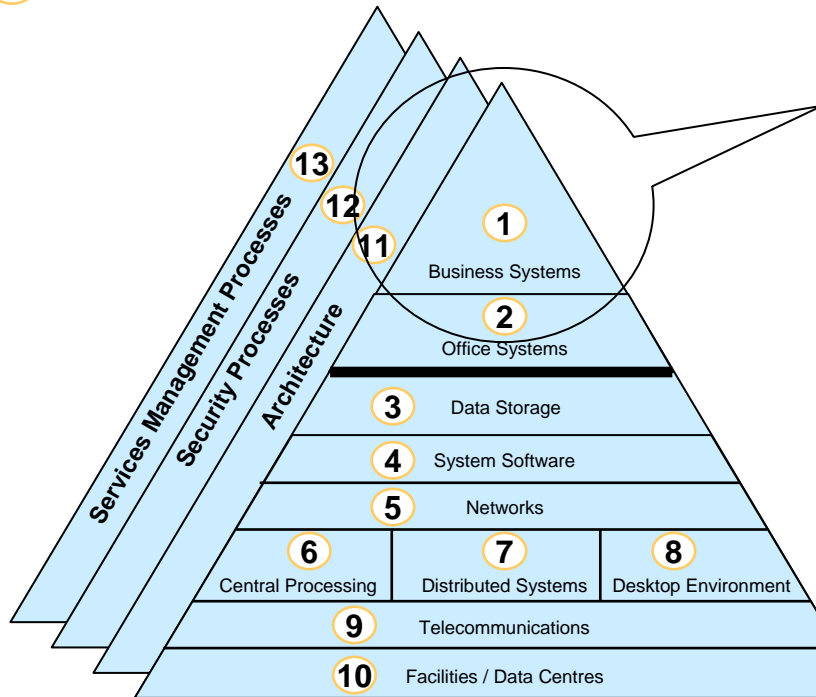 13
Services Management Processes
12
Security Processes
11
Architecture
1
Business Systems
2
Office Systems
3 Data Storage
4 System Software
5 Networks
6
Central Processing
7
Distributed Systems
8
Desktop Environment
9 Telecommunications
10 Facilities / Data Centres